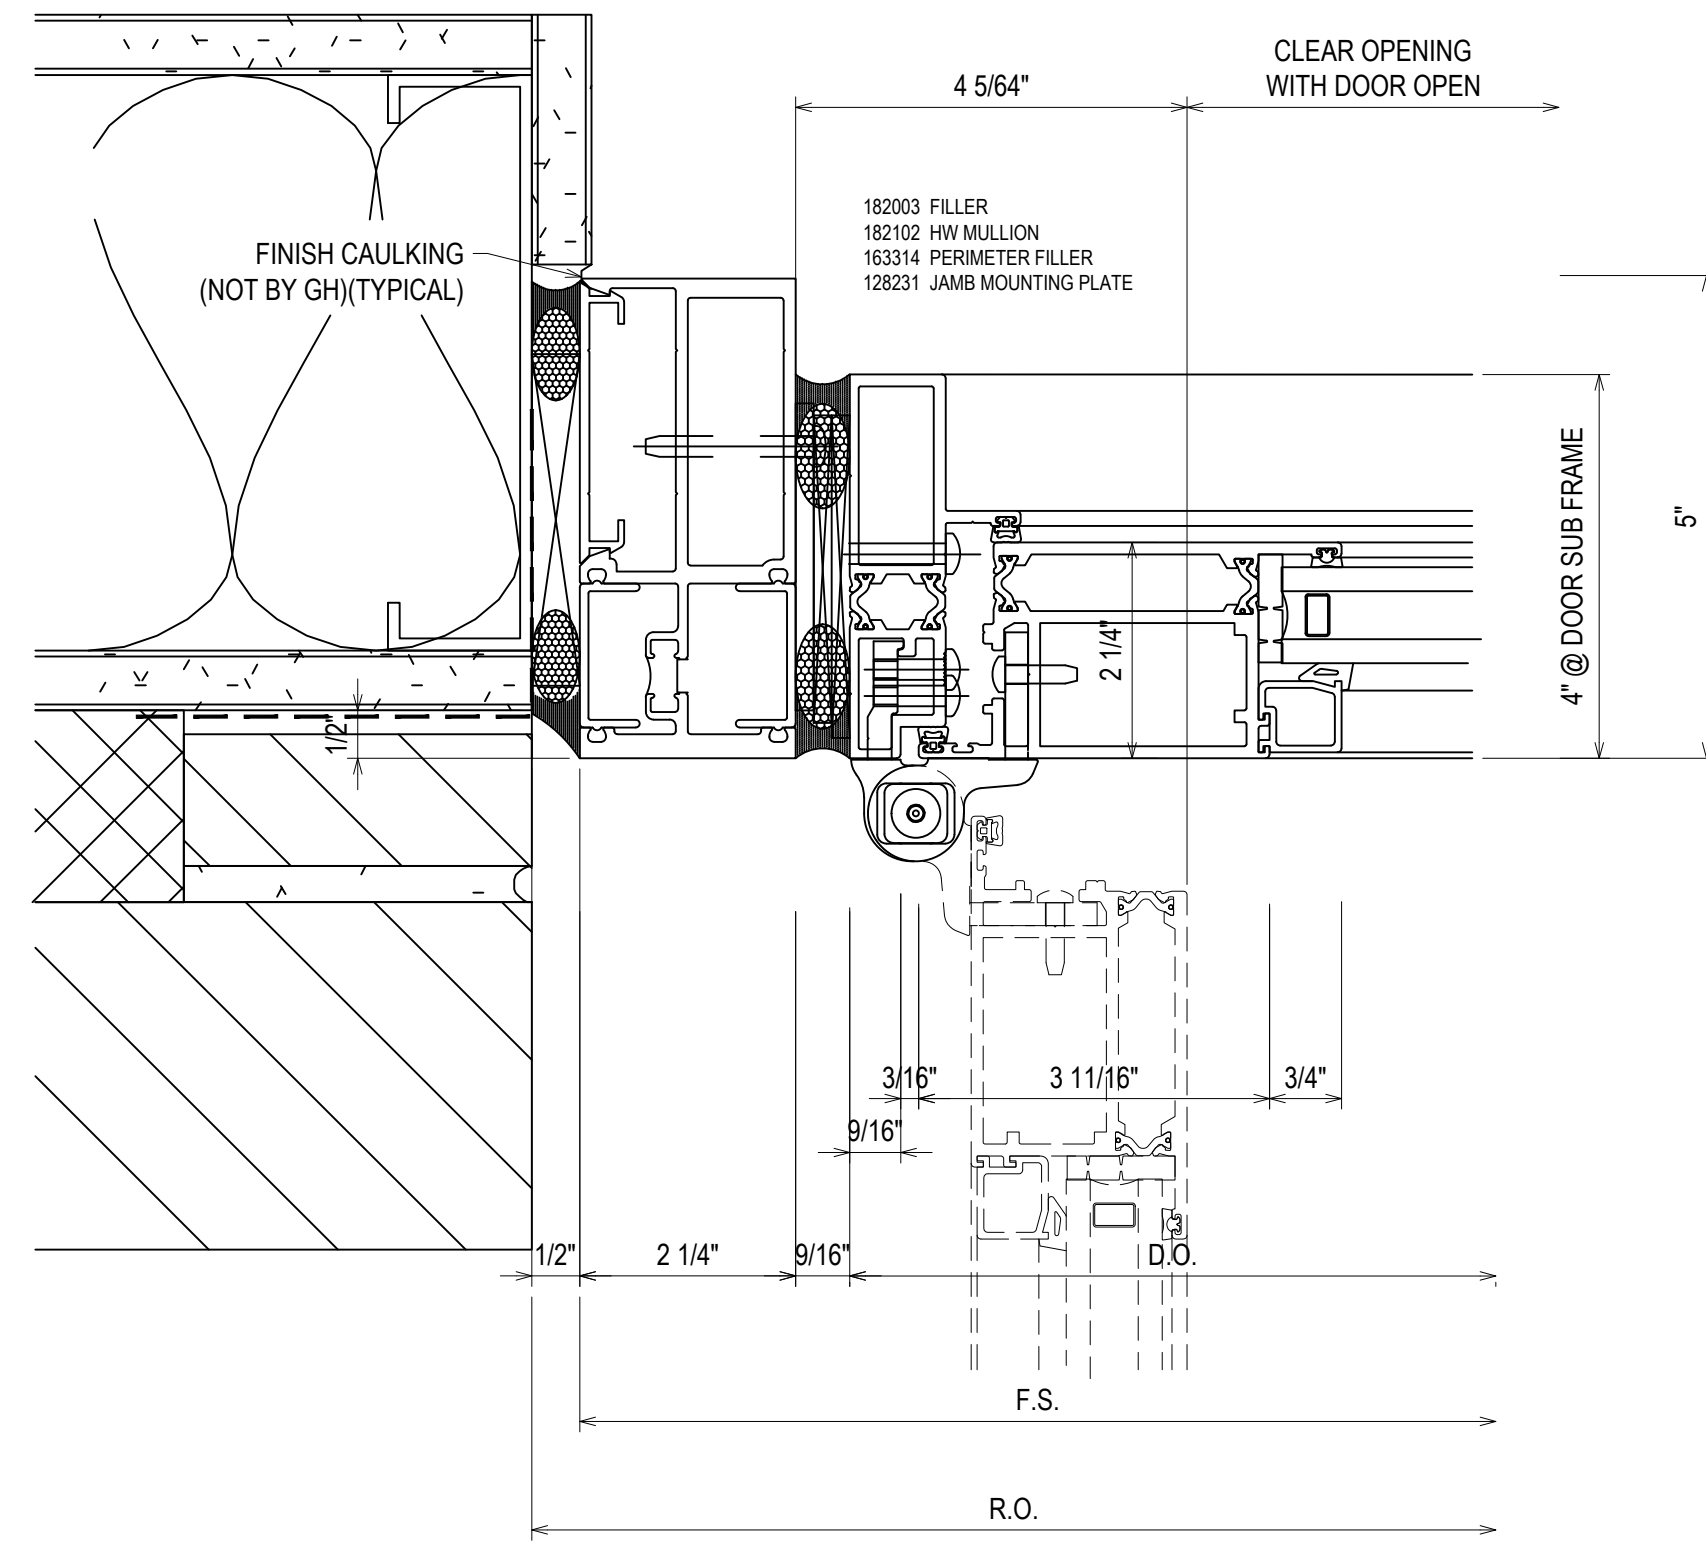 CLEAR OPENING
WITH DOOR OPEN
4 5/64"
182003 FILLER
182102 HW MULLION
163314 PERIMETER FILLER
128231 JAMB MOUNTING PLATE
FINISH CAULKING
(NOT BY GH)(TYPICAL)
4" @ DOOR SUB FRAME
5"
2 1/4"
1/2"
3/16"
3 11/16"
3/4"
9/16"
1/2"
2 1/4"
9/16"
D.O.
F.S.
R.O.